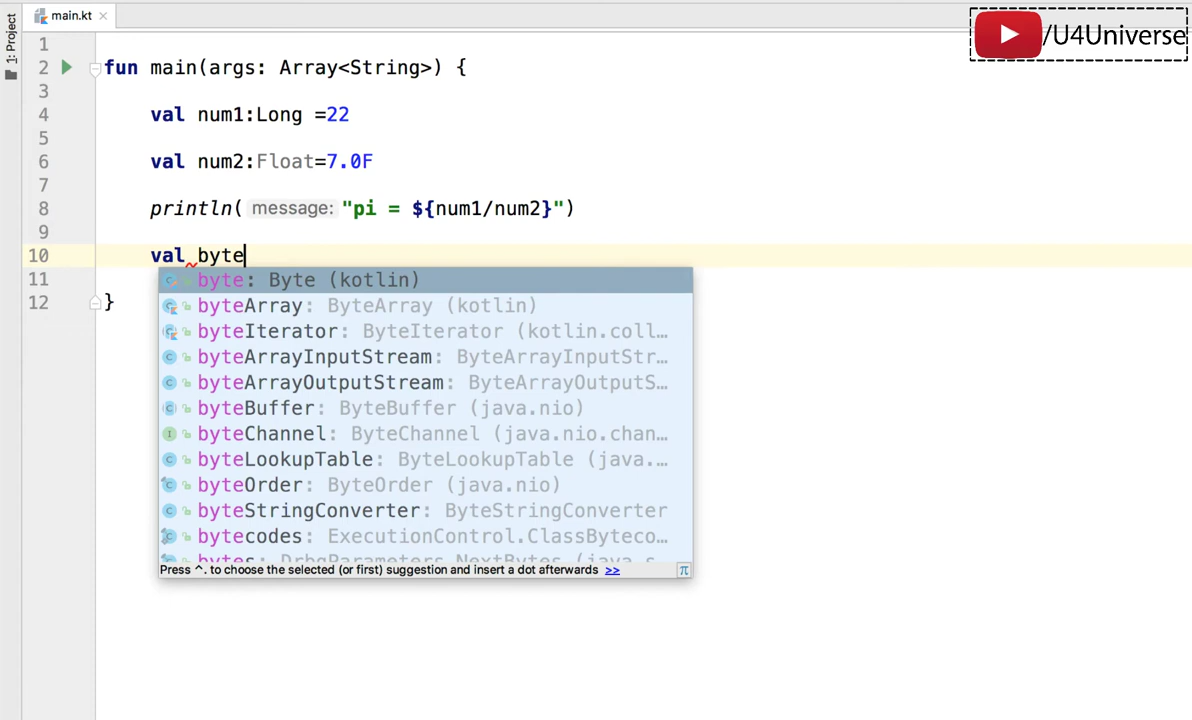 main.kt
/U4Universe
1: Project
1
2 fun main(args: Array<String>) {
3
4 val num1:Long =22
5
6 val num2:Float=7.0F
7
8 println( message: "pi = ${num1/num2}")
9
10 val byte
11
12 }
byte: Byte (kotlin)
byteArray: ByteArray (kotlin)
byteIterator: ByteIterator (kotlin.coll…
byteArrayInputStream: ByteArrayInputStr…
byteArrayOutputStream: ByteArrayOutputS…
byteBuffer: ByteBuffer (java.nio)
byteChannel: ByteChannel (java.nio.chan…
byteLookupTable: ByteLookupTable (java.…
byteOrder: ByteOrder (java.nio)
byteStringConverter: ByteStringConverter
bytecodes: ExecutionControl.ClassByteco…
bytes: DrbgParameters.NextBytes (java.s…
Press ^. to choose the selected (or first) suggestion and insert a dot afterwards >>
π